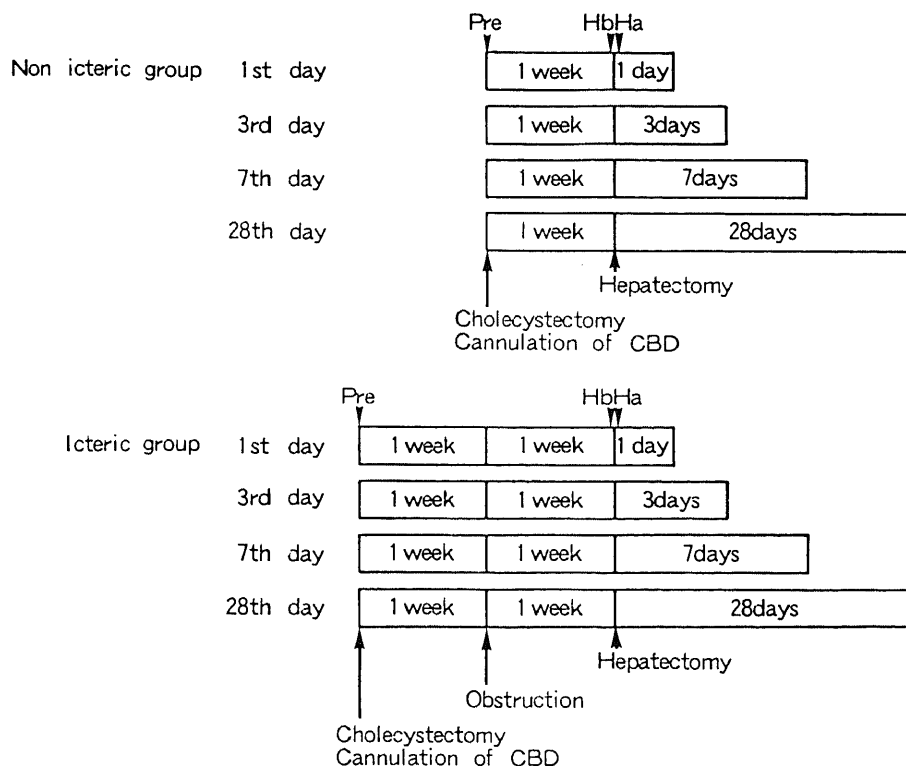 Pre HbHa
Non icteric group 1st day 1 week 1 day
3rd day 1 week 3days
7th day 1 week 7days
28th day 1 week 28days
Hepatectomy
Cholecystectomy
Cannulation of CBD
Pre HbHa
Icteric group 1st day 1 week 1 week 1 day
3rd day 1 week 1 week 3days
7th day 1 week 1 week 7days
28th day 1 week 1 week 28days
Hepatectomy
Obstruction
Cholecystectomy
Cannulation of CBD